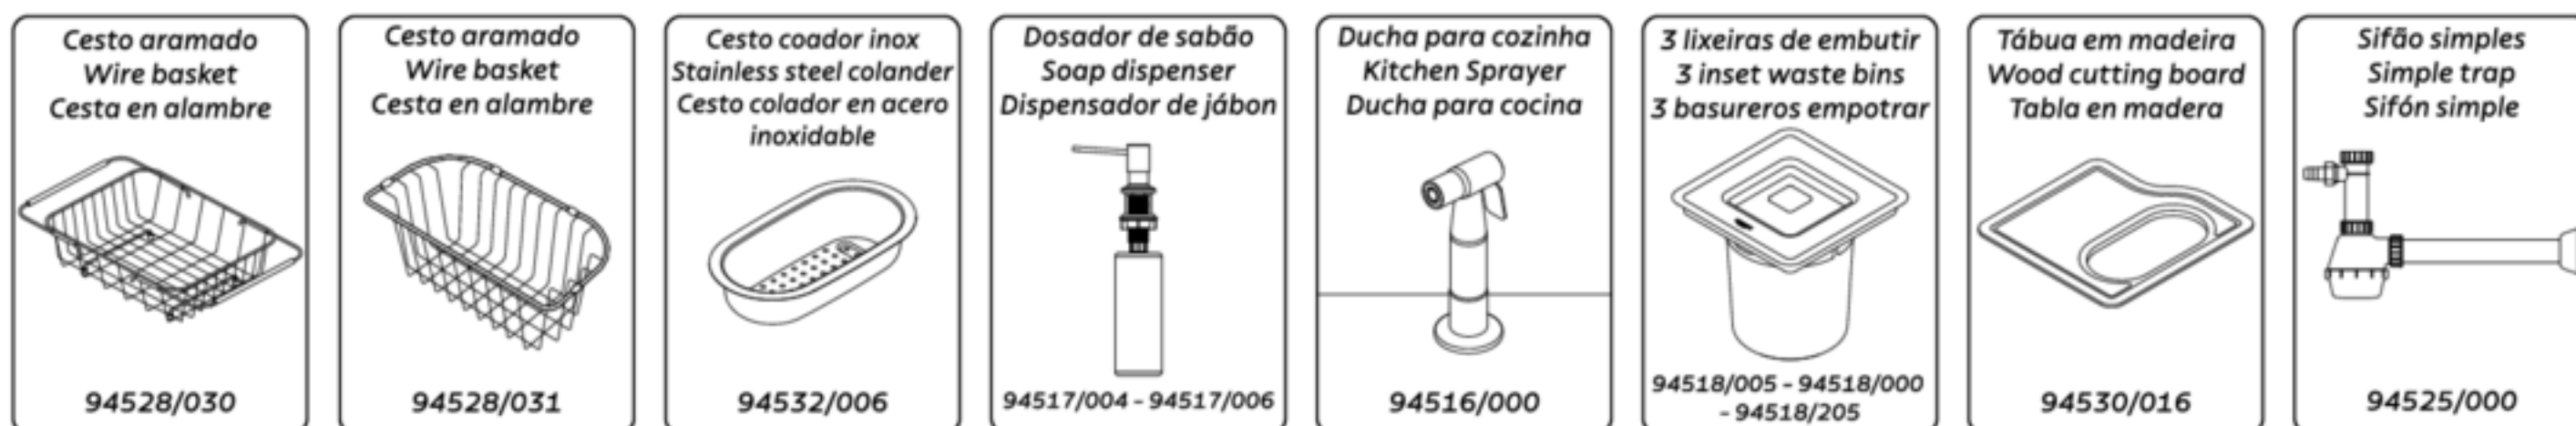 Cesto aramado
Wire basket
Cesta en alambre
94528/030
Cesto aramado
Wire basket
Cesta en alambre
94528/031
Cesto coador inox
Stainless steel colander
Cesto colador en acero
inoxidable
94532/006
Dosador de sabão
Soap dispenser
Dispensador de jábon
94517/004 - 94517/006
Ducha para cozinha
Kitchen Sprayer
Ducha para cocina
94516/000
3 lixeiras de embutir
3 inset waste bins
3 basureros empotrar
94518/005 - 94518/000
- 94518/205
Tábua em madeira
Wood cutting board
Tabla en madera
94530/016
Sifão simples
Simple trap
Sifón simple
94525/000